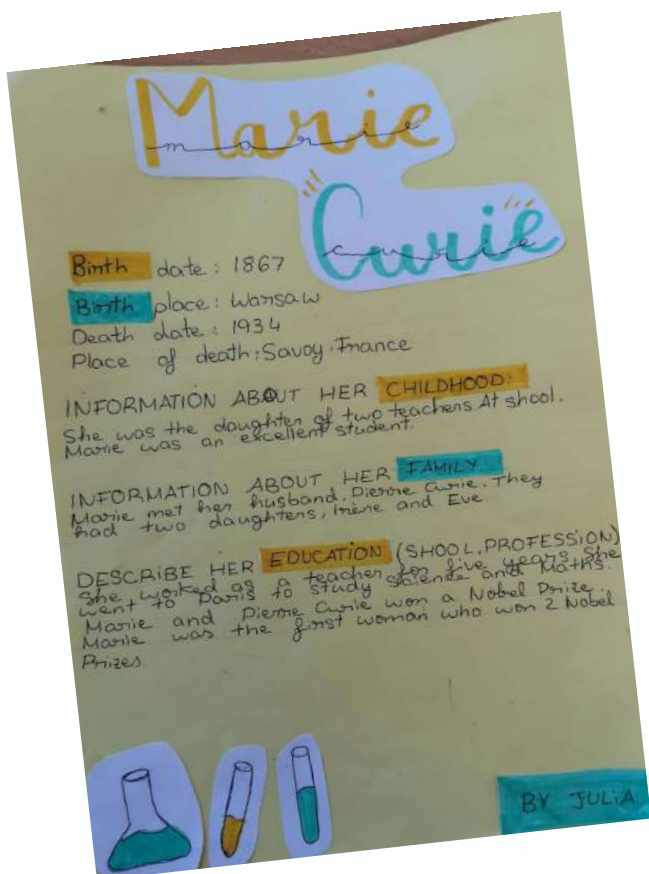 Marie
marie
Curie
curie
Birth date: 1867
Birth place: Warsaw
Death date: 1934
Place of death: Savoy. France
INFORMATION ABOUT HER CHILDHOOD:
She was the daughter of two teachers At shool.
Marie was an excellent student.
INFORMATION ABOUT HER FAMILY
Marie met her husband. Pierre Curie. They
had two daughters, Irène and Eve
DESCRIBE HER EDUCATION (SHOOL, PROFESSION)
She worked as a teacher for five years. She
went to Paris to study Science and Maths.
Marie and Pierre Curie won a Nobel Prize.
Marie was the first woman who won 2 Nobel
Prizes
BY JULIA